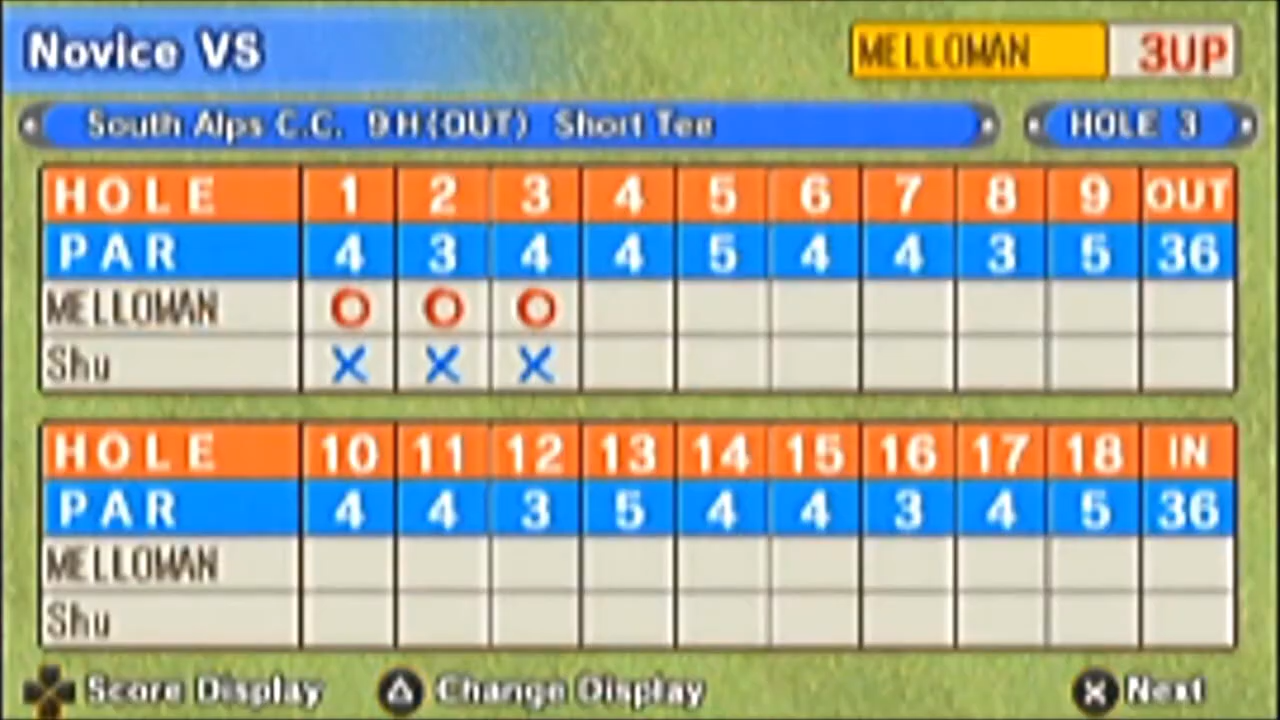 Novice VS
MELLOMAN 3UP
South Alps C.C. 9H(OUT) Short Tee HOLE 3
HOLE 1 2 3 4 5 6 7 8 9 OUT
PAR 4 3 4 4 5 4 4 3 5 36
MELLOMAN O O O
Shu X X X
HOLE 10 11 12 13 14 15 16 17 18 IN
PAR 4 4 3 5 4 4 3 4 5 36
MELLOMAN
Shu
Score Display △ Change Display X Next